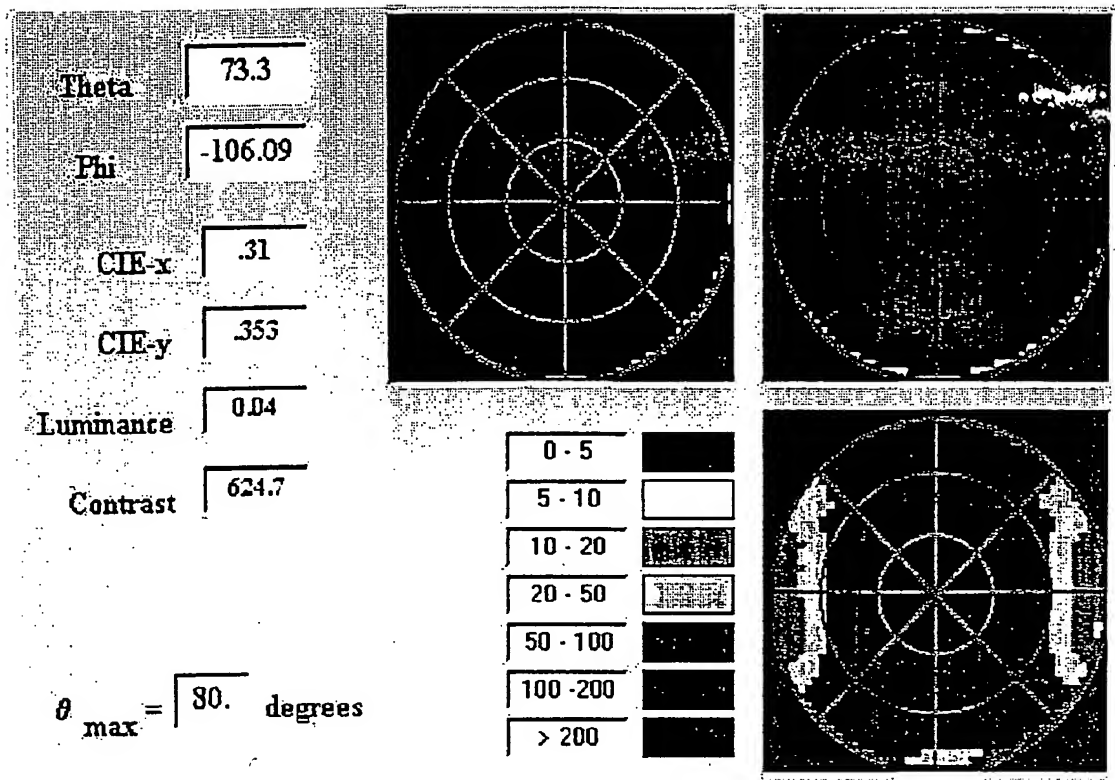 Theta 73.3
Phi -106.09
CIE-x .31
CIE-y .353
Luminance 0.04
Contrast 624.7
0 - 5
5 - 10
10 - 20
20 - 50
50 - 100
100 -200
> 200
θ max = 80. degrees